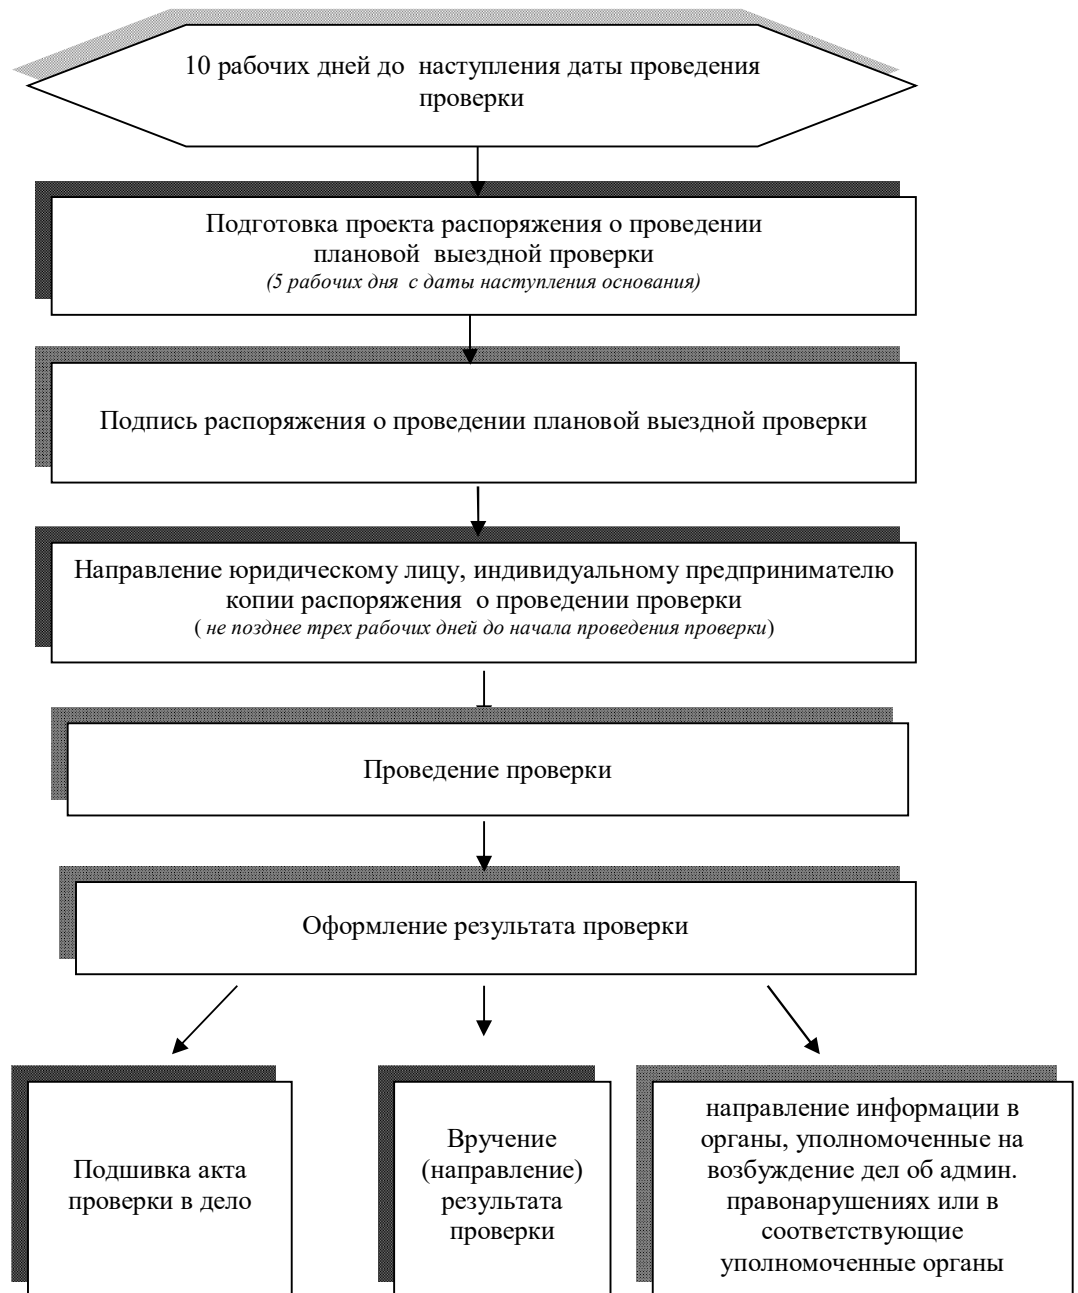 10 рабочих дней до наступления даты проведения
проверки
Подготовка проекта распоряжения о проведении
плановой выездной проверки
(5 рабочих дня с даты наступления основания)
Подпись распоряжения о проведении плановой выездной проверки
Направление юридическому лицу, индивидуальному предпринимателю
копии распоряжения о проведении проверки
( не позднее трех рабочих дней до начала проведения проверки)
Проведение проверки
Оформление результата проверки
Подшивка акта
проверки в дело
Вручение
(направление)
результата
проверки
направление информации в
органы, уполномоченные на
возбуждение дел об админ.
правонарушениях или в
соответствующие
уполномоченные органы